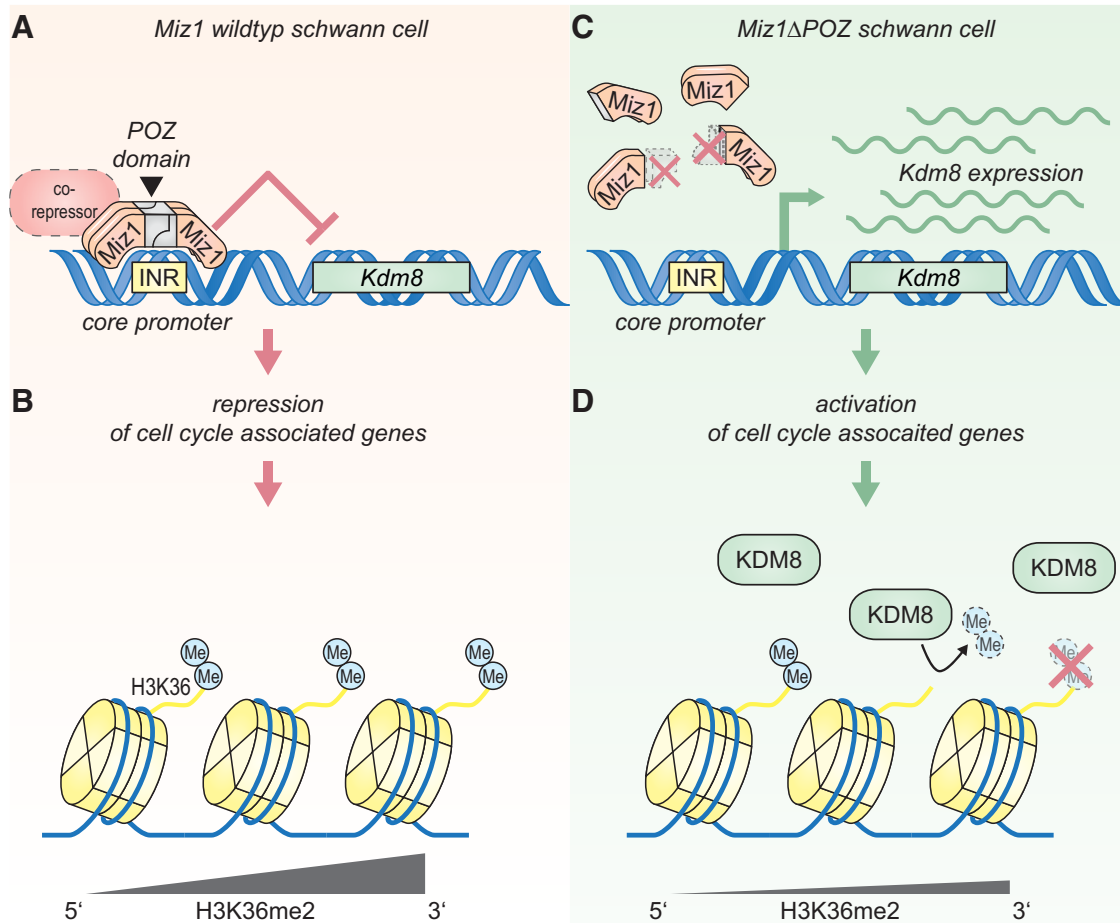 A
Miz1 wildtyp schwann cell
POZ
domain
co-
repressor
Miz1
Miz1
INR
Kdm8
core promoter
B
repression
of cell cycle associated genes
Me
Me
Me
Me
Me
Me
H3K36
5‘
H3K36me2
3‘
C
Miz1ΔPOZ schwann cell
Miz1
Miz1
Miz1
Miz1
Kdm8 expression
INR
Kdm8
core promoter
D
activation
of cell cycle assocaited genes
KDM8
KDM8
KDM8
Me
Me
Me
Me
Me
Me
5‘
H3K36me2
3‘